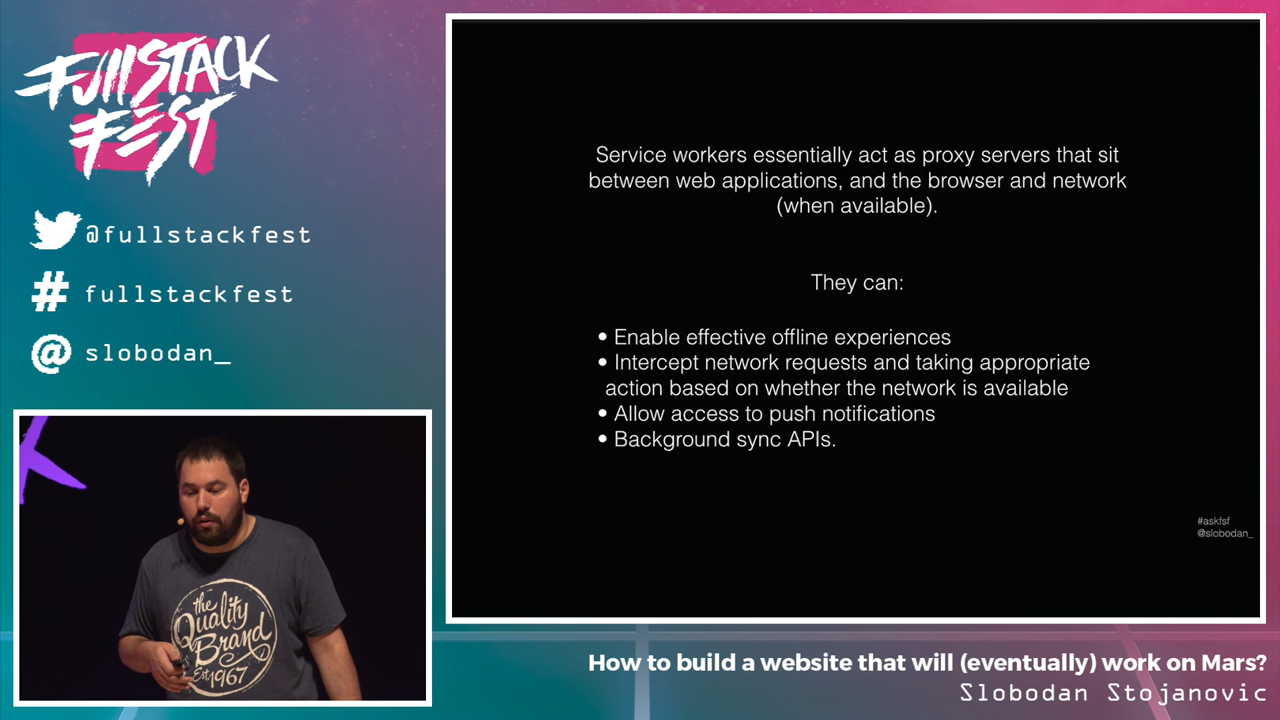 FullSTACK
FEST
@fullstackfest
# fullstackfest
@ slobodan_
the
Quality
Brand
Est 1967
Service workers essentially act as proxy servers that sit
between web applications, and the browser and network
(when available).
They can:
• Enable effective offline experiences
• Intercept network requests and taking appropriate
action based on whether the network is available
• Allow access to push notifications
• Background sync APIs.
#askfsf
@slobodan_
How to build a website that will (eventually) work on Mars?
Slobodan Stojanovic